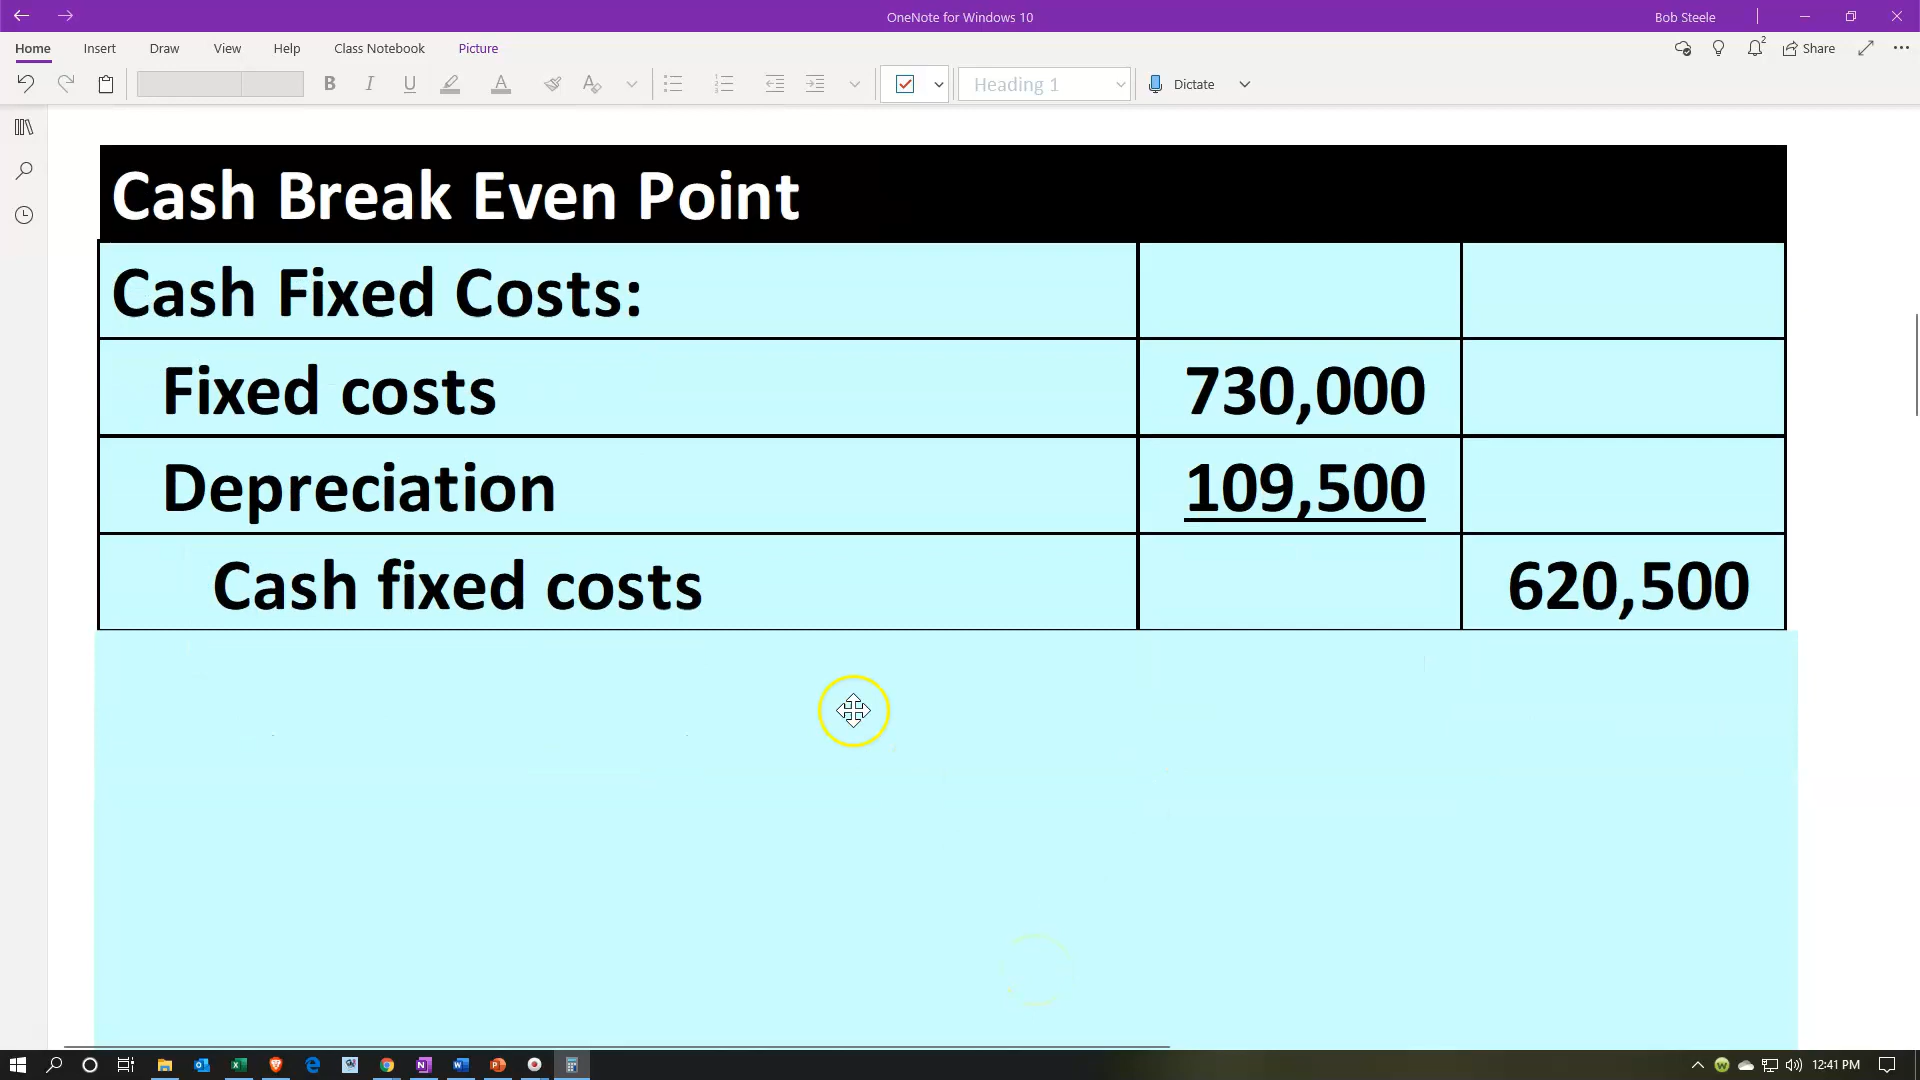 OneNote for Windows 10
Bob Steele
Home Insert Draw View Help Class Notebook Picture
2
Share
B I U A A Heading 1 Dictate
Cash Break Even Point
Cash Fixed Costs:
Fixed costs 730,000
Depreciation 109,500
Cash fixed costs 620,500
12:41 PM